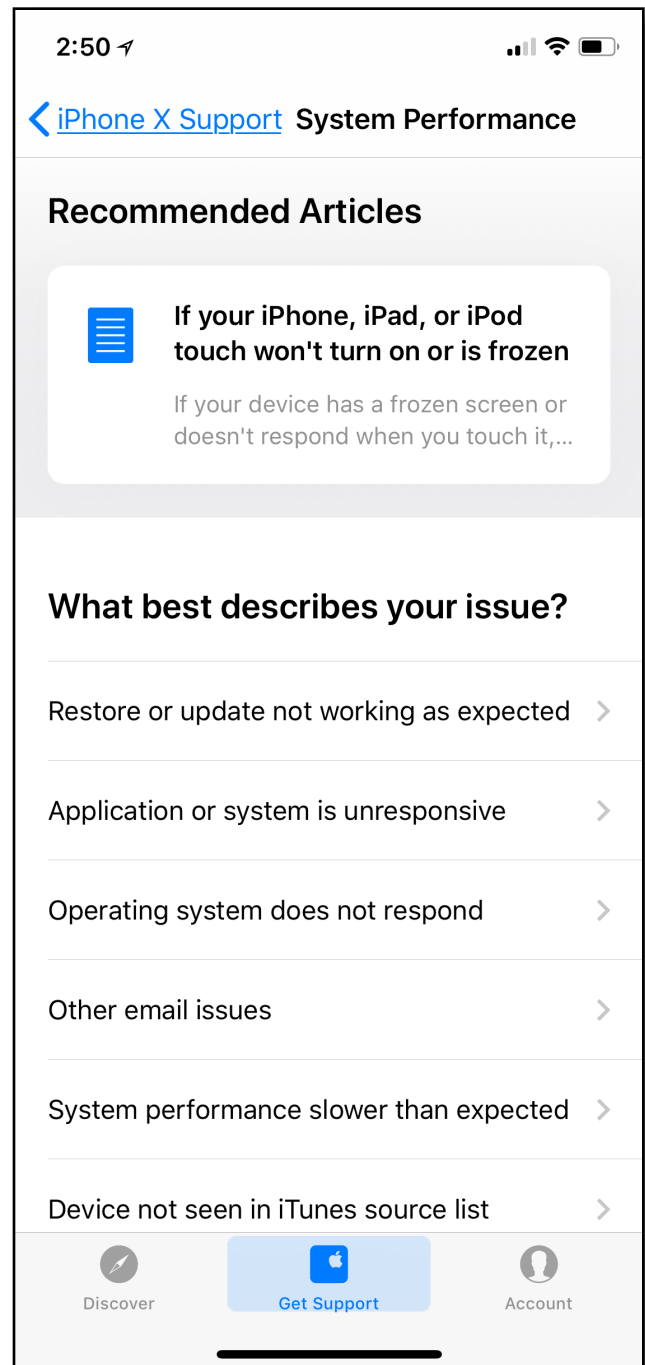 2:50
iPhone X Support System Performance
Recommended Articles
If your iPhone, iPad, or iPod
touch won't turn on or is frozen
If your device has a frozen screen or
doesn't respond when you touch it,...
What best describes your issue?
Restore or update not working as expected
Application or system is unresponsive
Operating system does not respond
Other email issues
System performance slower than expected
Device not seen in iTunes source list
Discover Get Support Account